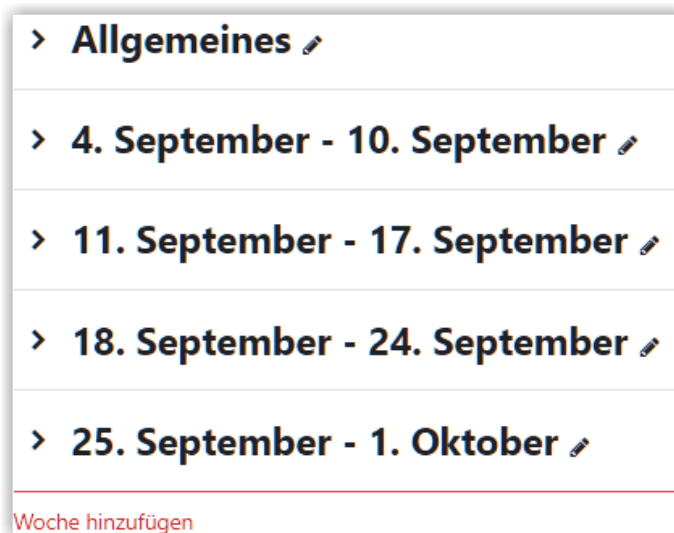 Allgemeines
4. September - 10. September
11. September - 17. September
18. September - 24. September
25. September - 1. Oktober
Woche hinzufügen